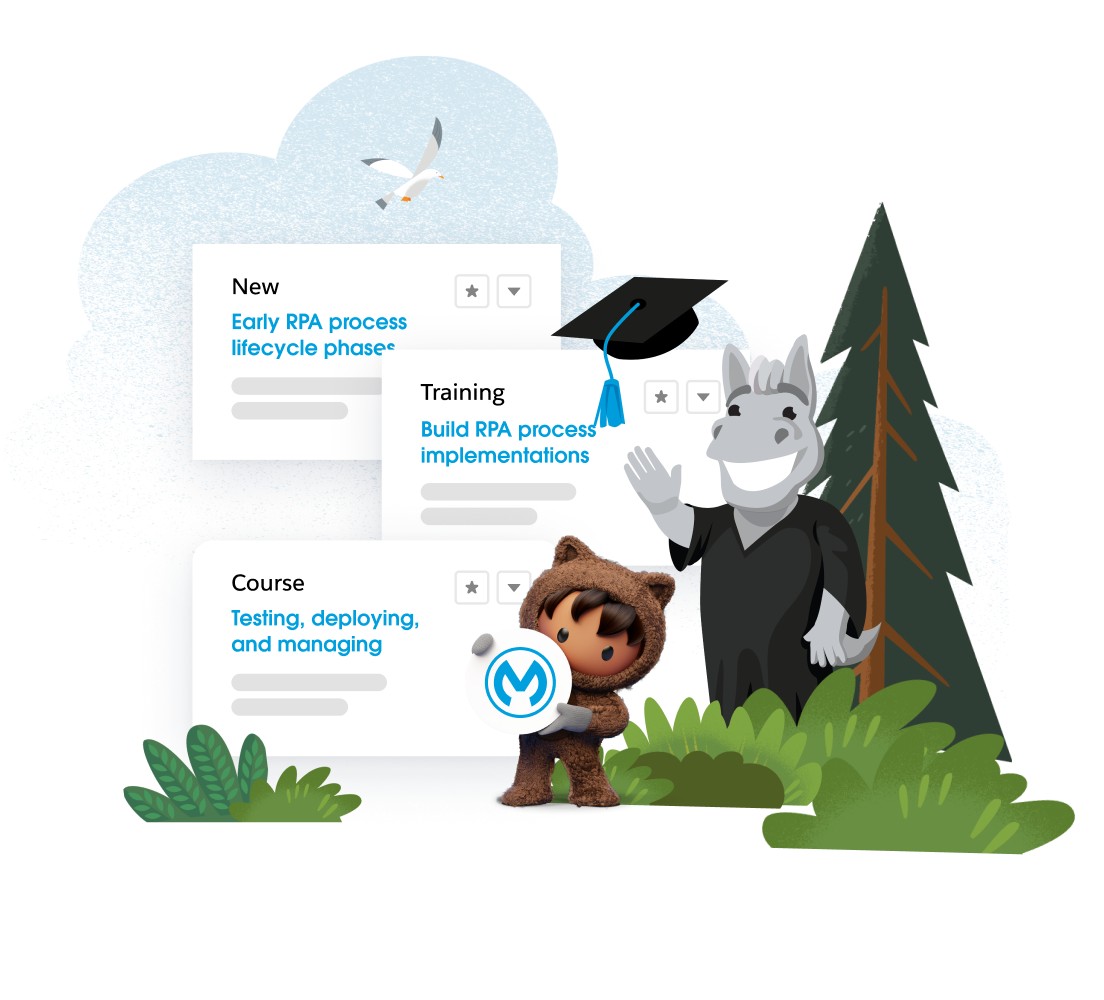 New
Early RPA process
lifecycle phases
Training
Build RPA process
implementations
Course
Testing, deploying,
and managing